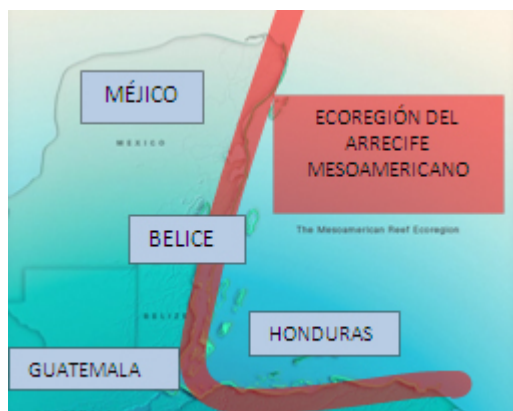 MÉJICO
MEXICO
ECOREGIÓN DEL
ARRECIFE
MESOAMERICANO
The Mesoamerican Reef Ecoregion
BELICE
BELIZE
HONDURAS
GUATEMALA